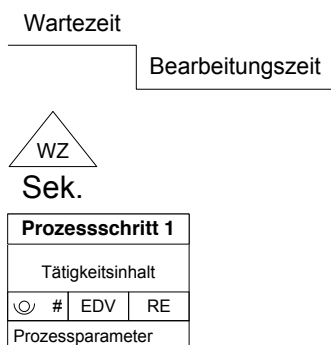 Wartezeit
Bearbeitungszeit
WZ
Sek.
Prozessschritt 1
Tätigkeitsinhalt
# EDV RE
Prozessparameter